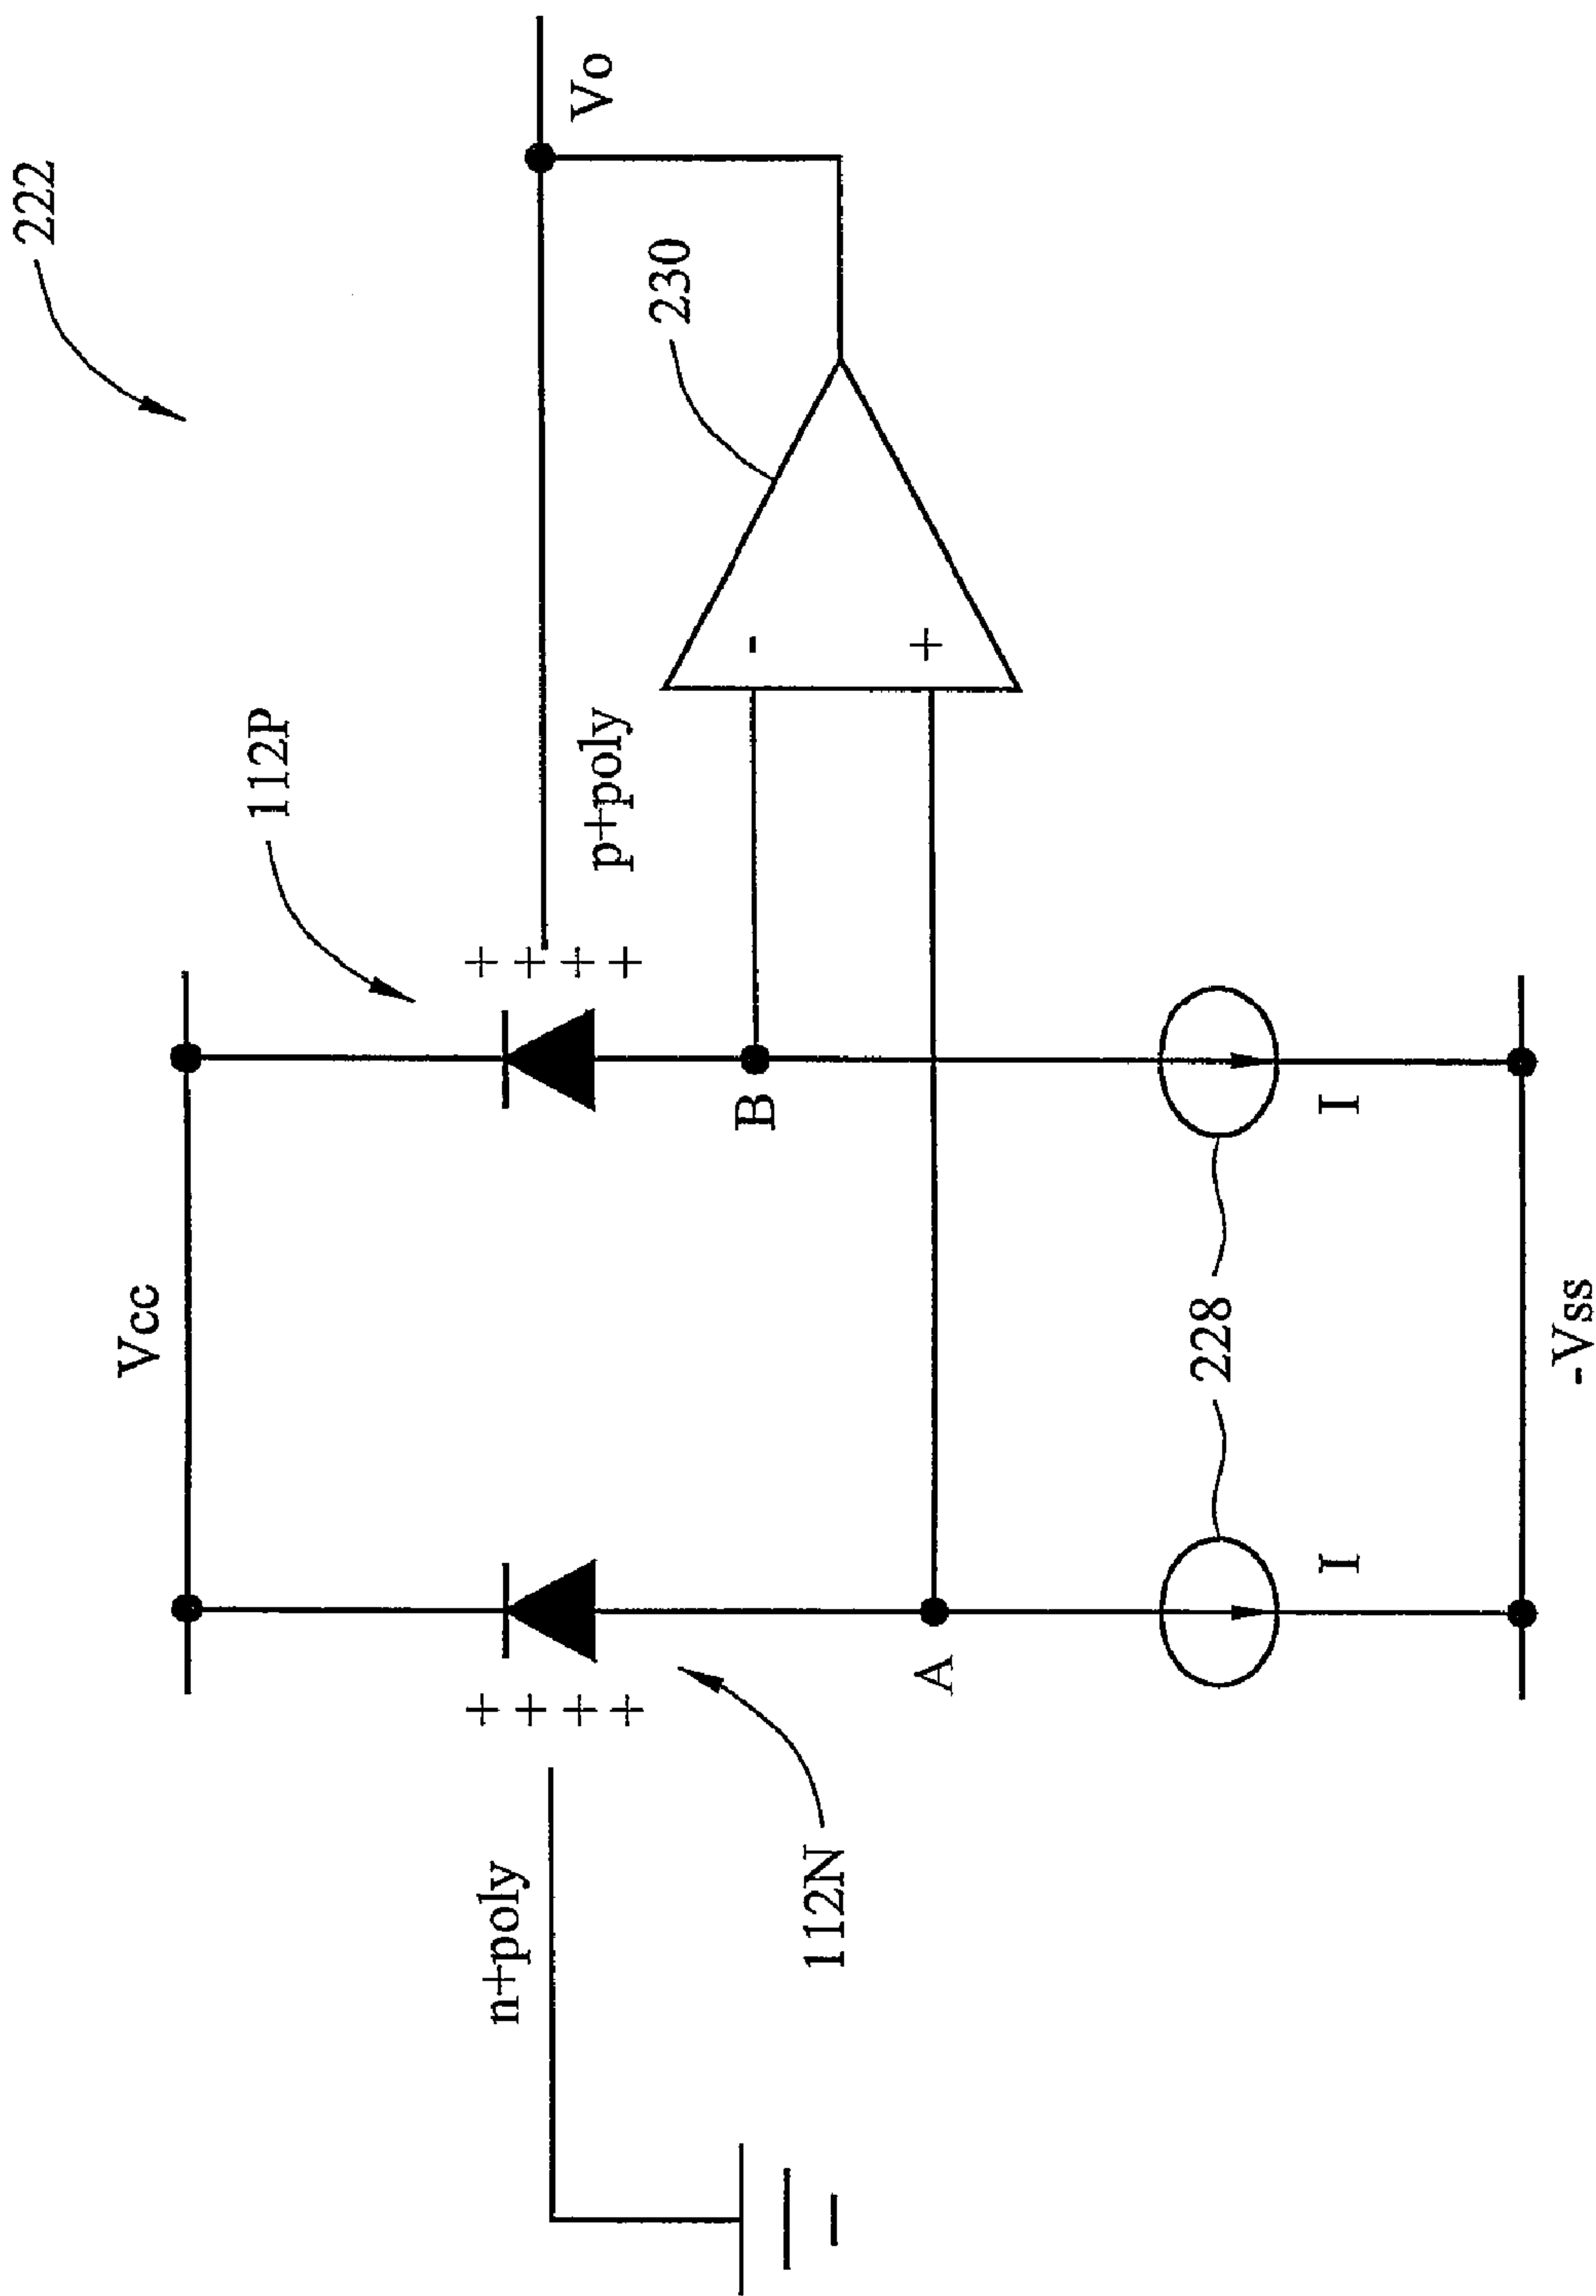 222
Vcc
112P
+ + + +
+ + + +
n+poly
p+poly
Vo
230
112N
-
+
B
A
228
I
I
-Vss